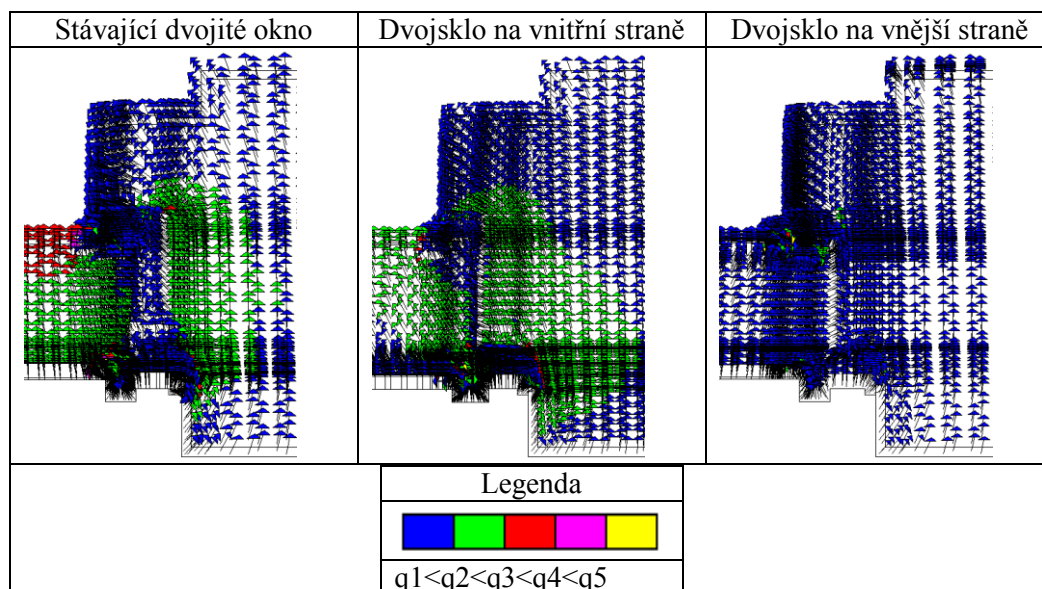 Stávající dvojité okno
Dvojsklo na vnitřní straně
Dvojsklo na vnější straně
Legenda
q1<q2<q3<q4<q5